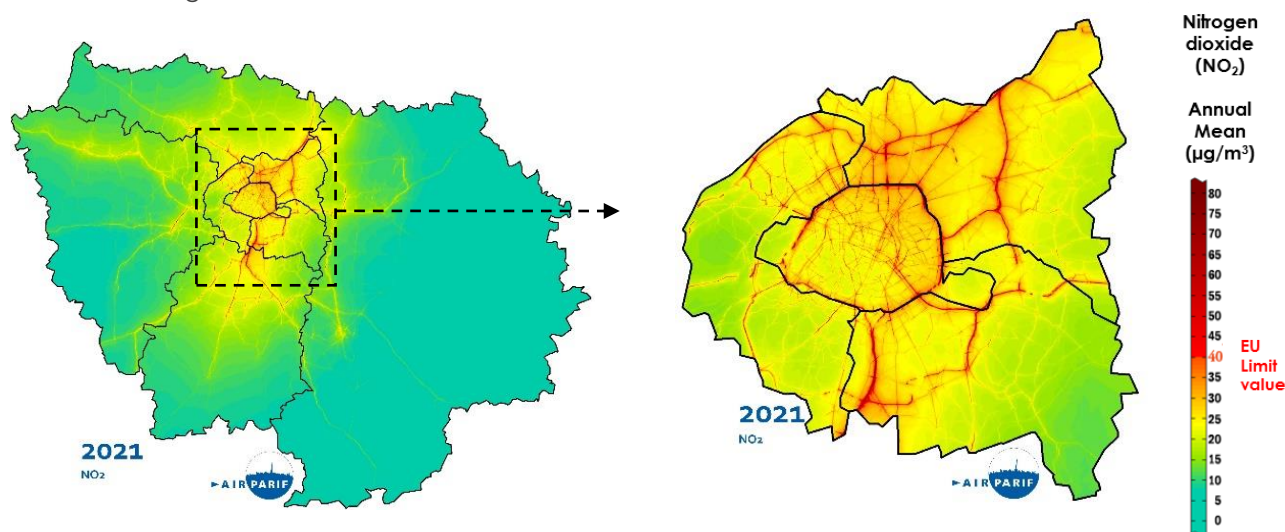 2021
NO₂
AIRPARIF
2021
NO₂
AIRPARIF
Nitrogen
dioxide
(NO₂)
Annual
Mean
(µg/m³)
80
75
70
65
60
55
50
45
40
35
30
25
20
15
10
5
0
EU
Limit
value